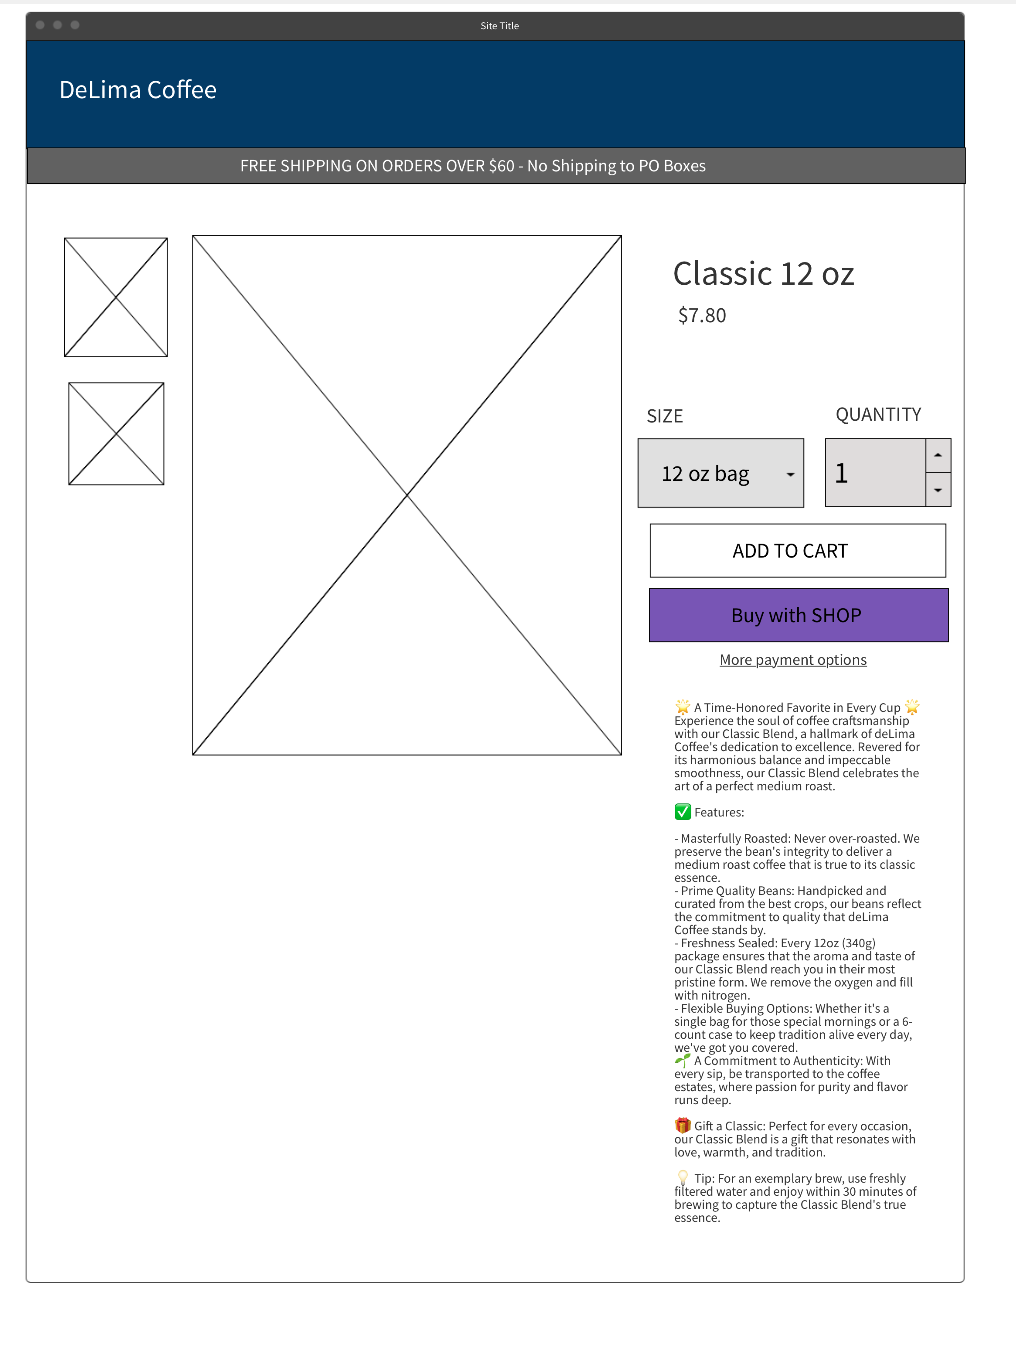 Site Title
DeLima Coffee
FREE SHIPPING ON ORDERS OVER $60 - No Shipping to PO Boxes
Classic 12 oz
$7.80
SIZE
QUANTITY
12 oz bag
1
ADD TO CART
Buy with SHOP
More payment options
🌟 A Time-Honored Favorite in Every Cup 🌟
Experience the soul of coffee craftsmanship
with our Classic Blend, a hallmark of deLima
Coffee's dedication to excellence. Revered for
its harmonious balance and impeccable
smoothness, our Classic Blend celebrates the
art of a perfect medium roast.
✅ Features:
- Masterfully Roasted: Never over-roasted. We
preserve the bean's integrity to deliver a
medium roast coffee that is true to its classic
essence.
- Prime Quality Beans: Handpicked and
curated from the best crops, our beans reflect
the commitment to quality that deLima
Coffee stands by.
- Freshness Sealed: Every 12oz (340g)
package ensures that the aroma and taste of
our Classic Blend reach you in their most
pristine form. We remove the oxygen and fill
with nitrogen.
- Flexible Buying Options: Whether it's a
single bag for those special mornings or a 6-
count case to keep tradition alive every day,
we've got you covered.
🌱 A Commitment to Authenticity: With
every sip, be transported to the coffee
estates, where passion for purity and flavor
runs deep.
🎁 Gift a Classic: Perfect for every occasion,
our Classic Blend is a gift that resonates with
love, warmth, and tradition.
💡 Tip: For an exemplary brew, use freshly
filtered water and enjoy within 30 minutes of
brewing to capture the Classic Blend's true
essence.